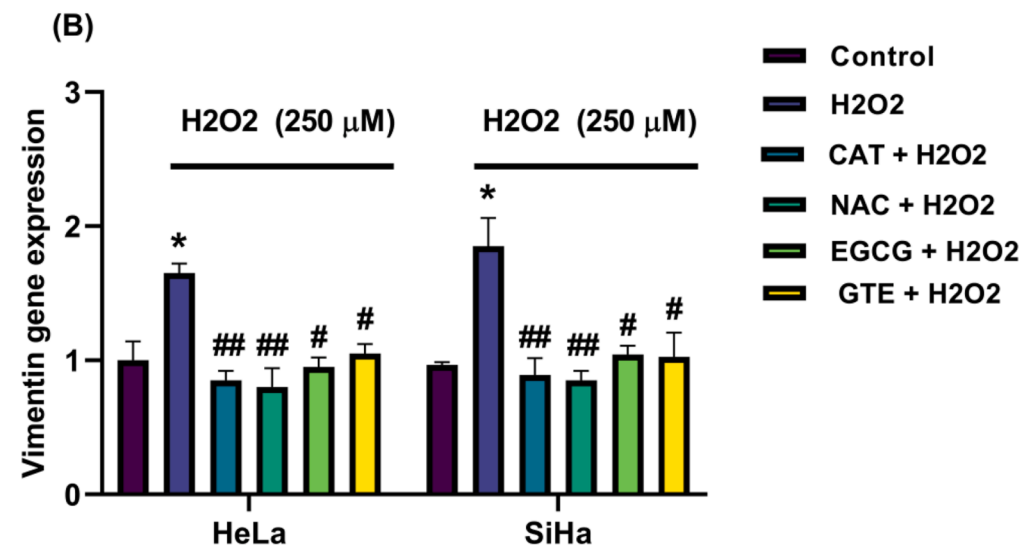 (B)
Vimentin gene expression
3
2
1
0
H2O2 (250 μM)
H2O2 (250 μM)
*
##
##
#
#
*
##
##
#
#
HeLa
SiHa
Control
H2O2
CAT + H2O2
NAC + H2O2
EGCG + H2O2
GTE + H2O2